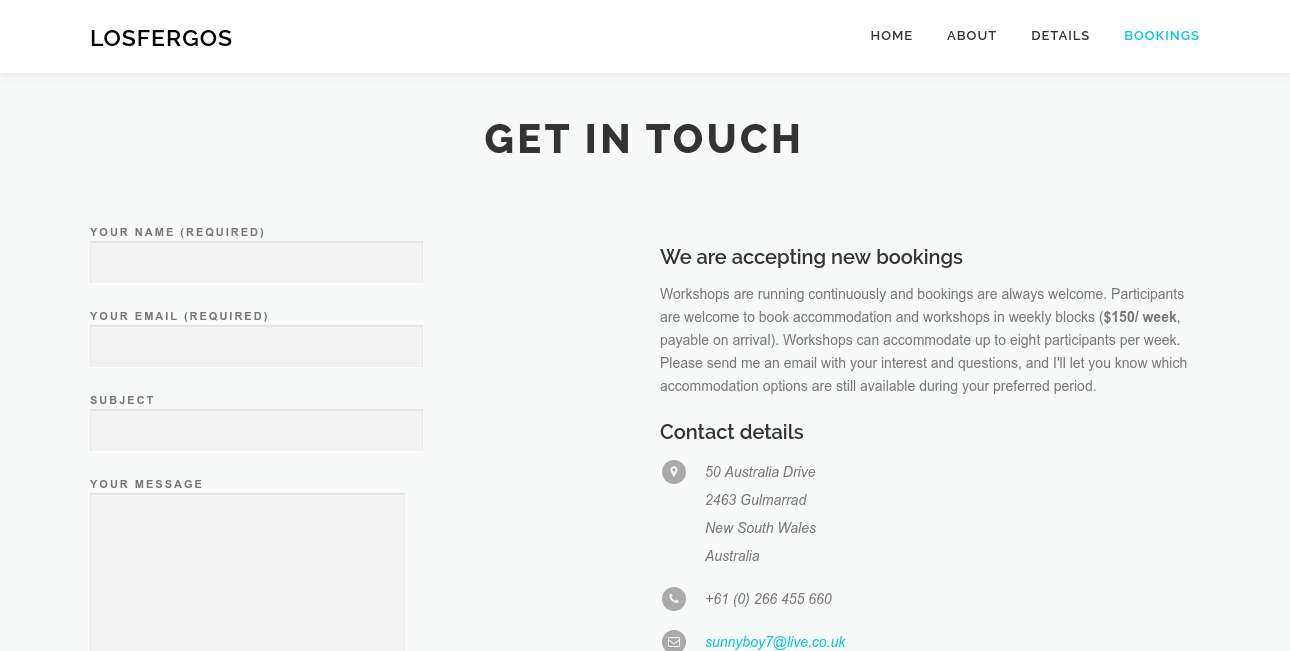 LOSFERGOS
HOME ABOUT DETAILS BOOKINGS
GET IN TOUCH
YOUR NAME (REQUIRED)
YOUR EMAIL (REQUIRED)
SUBJECT
YOUR MESSAGE
We are accepting new bookings
Workshops are running continuously and bookings are always welcome. Participants
are welcome to book accommodation and workshops in weekly blocks ($150/ week,
payable on arrival). Workshops can accommodate up to eight participants per week.
Please send me an email with your interest and questions, and I'll let you know which
accommodation options are still available during your preferred period.
Contact details
50 Australia Drive
2463 Gulmarrad
New South Wales
Australia
+61 (0) 266 455 660
sunnyboy7@live.co.uk